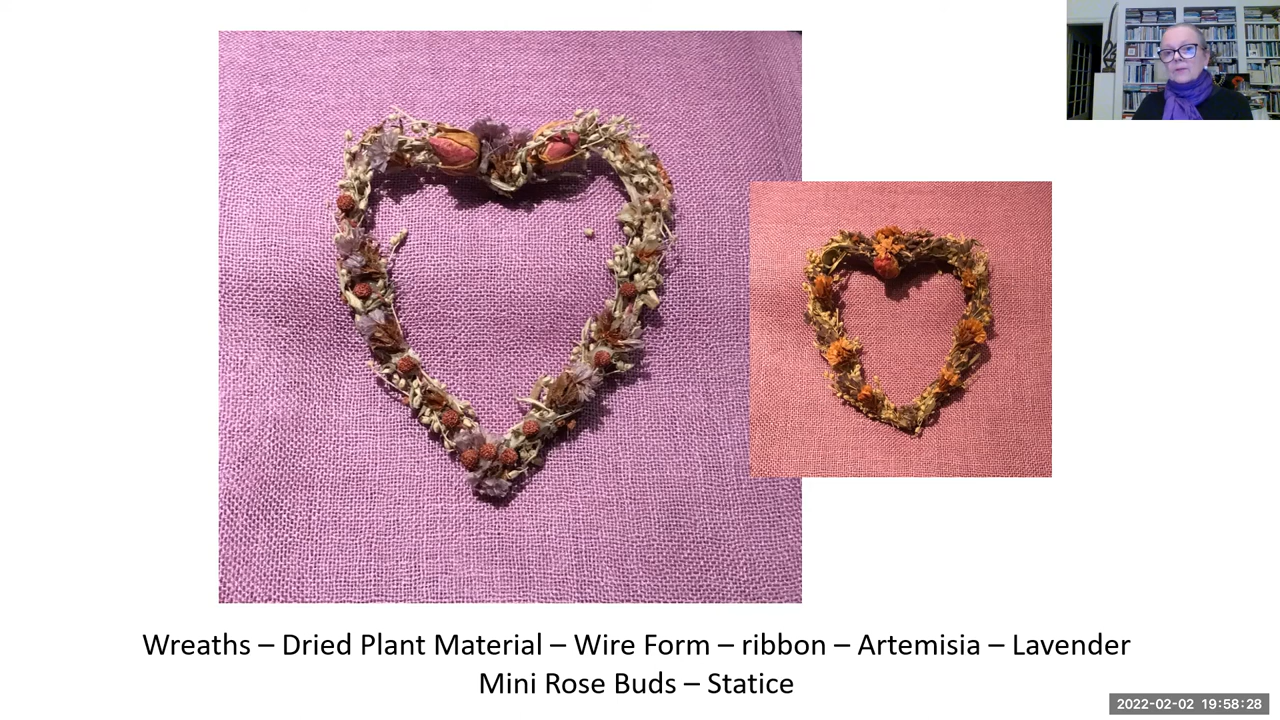 Wreaths – Dried Plant Material – Wire Form – ribbon – Artemisia – Lavender
Mini Rose Buds – Statice
2022-02-02 19:58:28